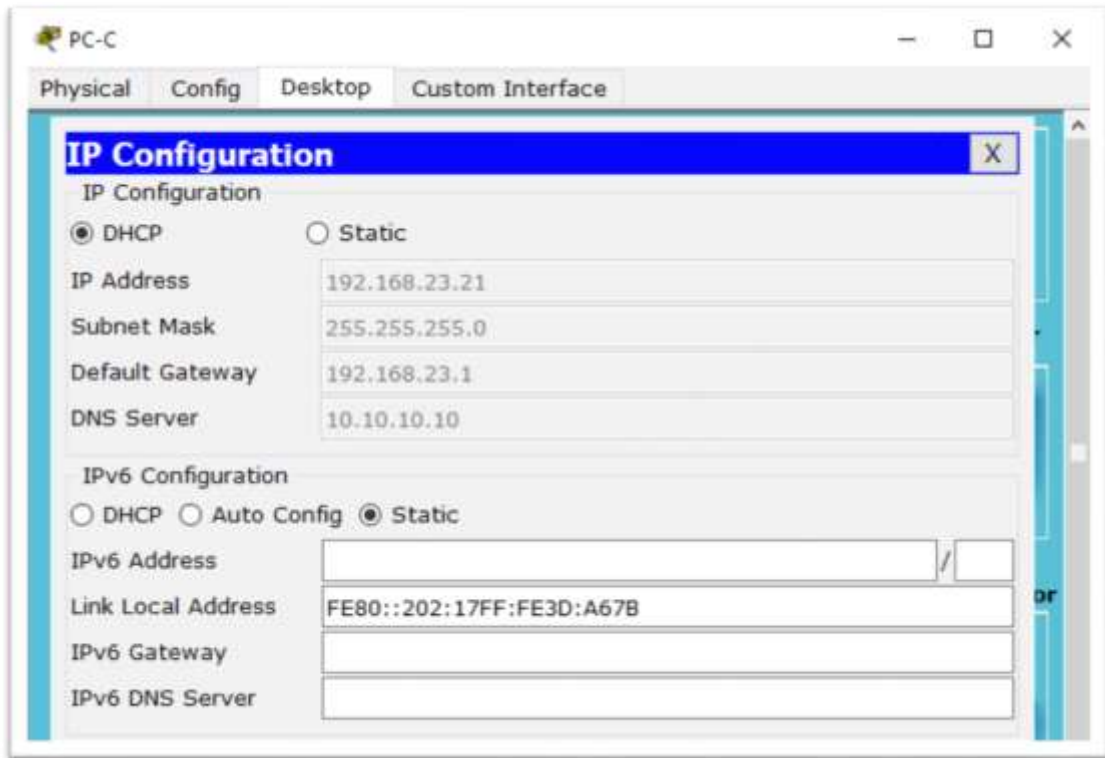 PC-C
Physical Config Desktop Custom Interface
IP Configuration X
IP Configuration
DHCP Static
IP Address 192.168.23.21
Subnet Mask 255.255.255.0
Default Gateway 192.168.23.1
DNS Server 10.10.10.10
IPv6 Configuration
DHCP Auto Config Static
IPv6 Address /
Link Local Address FE80::202:17FF:FE3D:A67B
or
IPv6 Gateway
IPv6 DNS Server